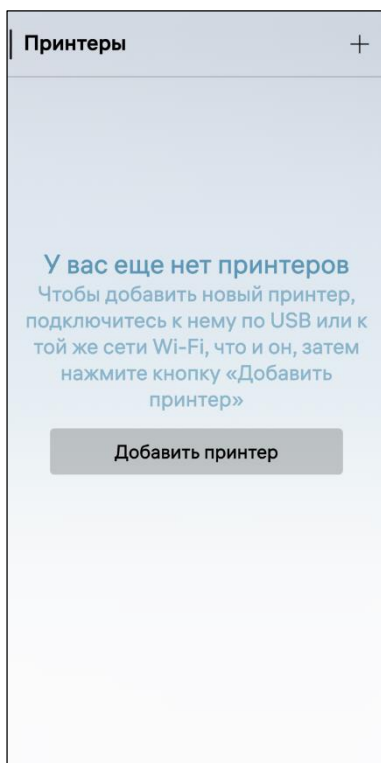 Принтеры
У вас еще нет принтеров
Чтобы добавить новый принтер,
подключитесь к нему по USB или к
той же сети Wi-Fi, что и он, затем
нажмите кнопку «Добавить
принтер»
Добавить принтер